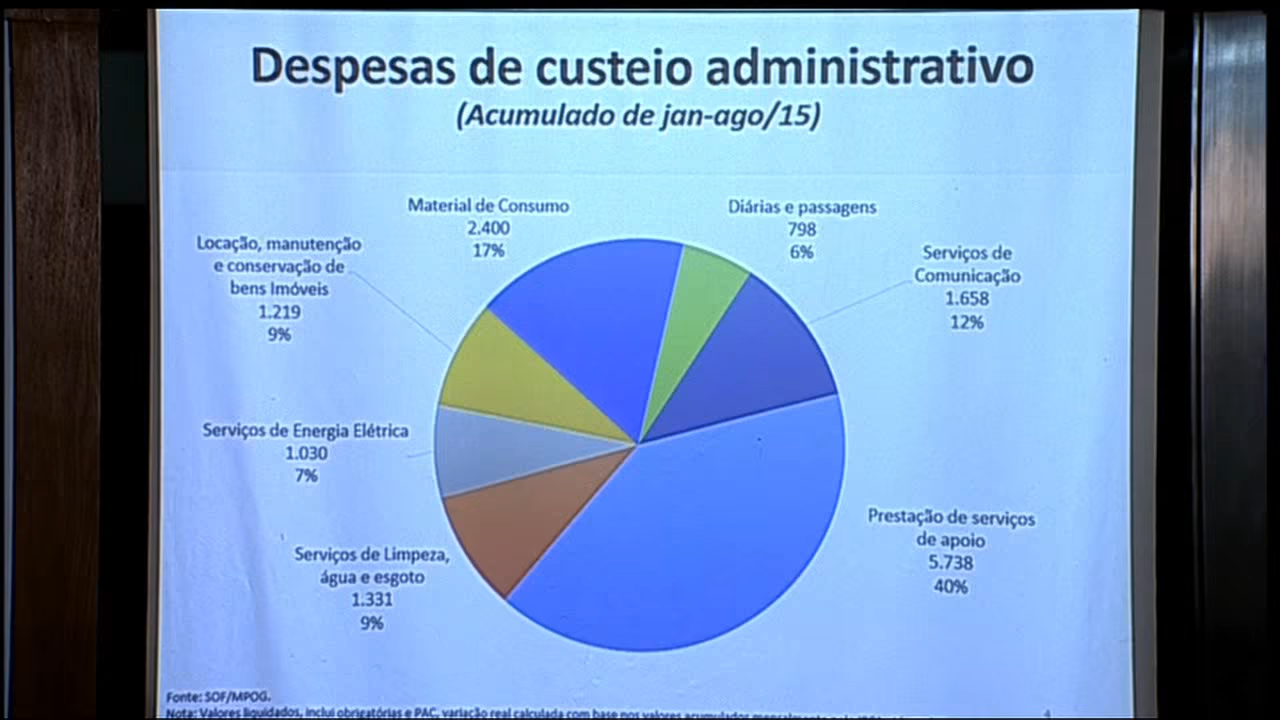 Despesas de custeio administrativo
(Acumulado de jan-ago/15)
Material de Consumo
2.400
17%
Diárias e passagens
798
6%
Locação, manutenção
e conservação de
bens Imóveis
1.219
9%
Serviços de
Comunicação
1.658
12%
Serviços de Energia Elétrica
1.030
7%
Prestação de serviços
de apoio
5.738
40%
Serviços de Limpeza,
água e esgoto
1.331
9%
Fonte: SOF/MPOG.
Nota: Valores liquidados, inclui obrigatórias e PAC, variação real calculada com base nos valores acumulados
4